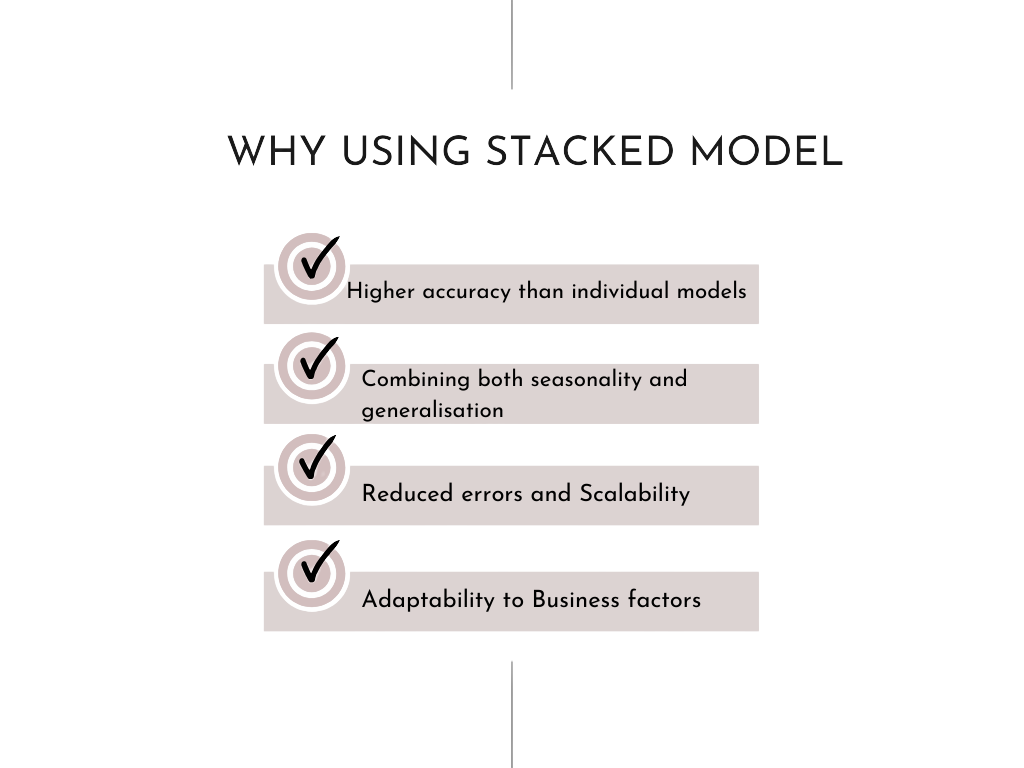 WHY USING STACKED MODEL
Higher accuracy than individual models
Combining both seasonality and
generalisation
Reduced errors and Scalability
Adaptability to Business factors